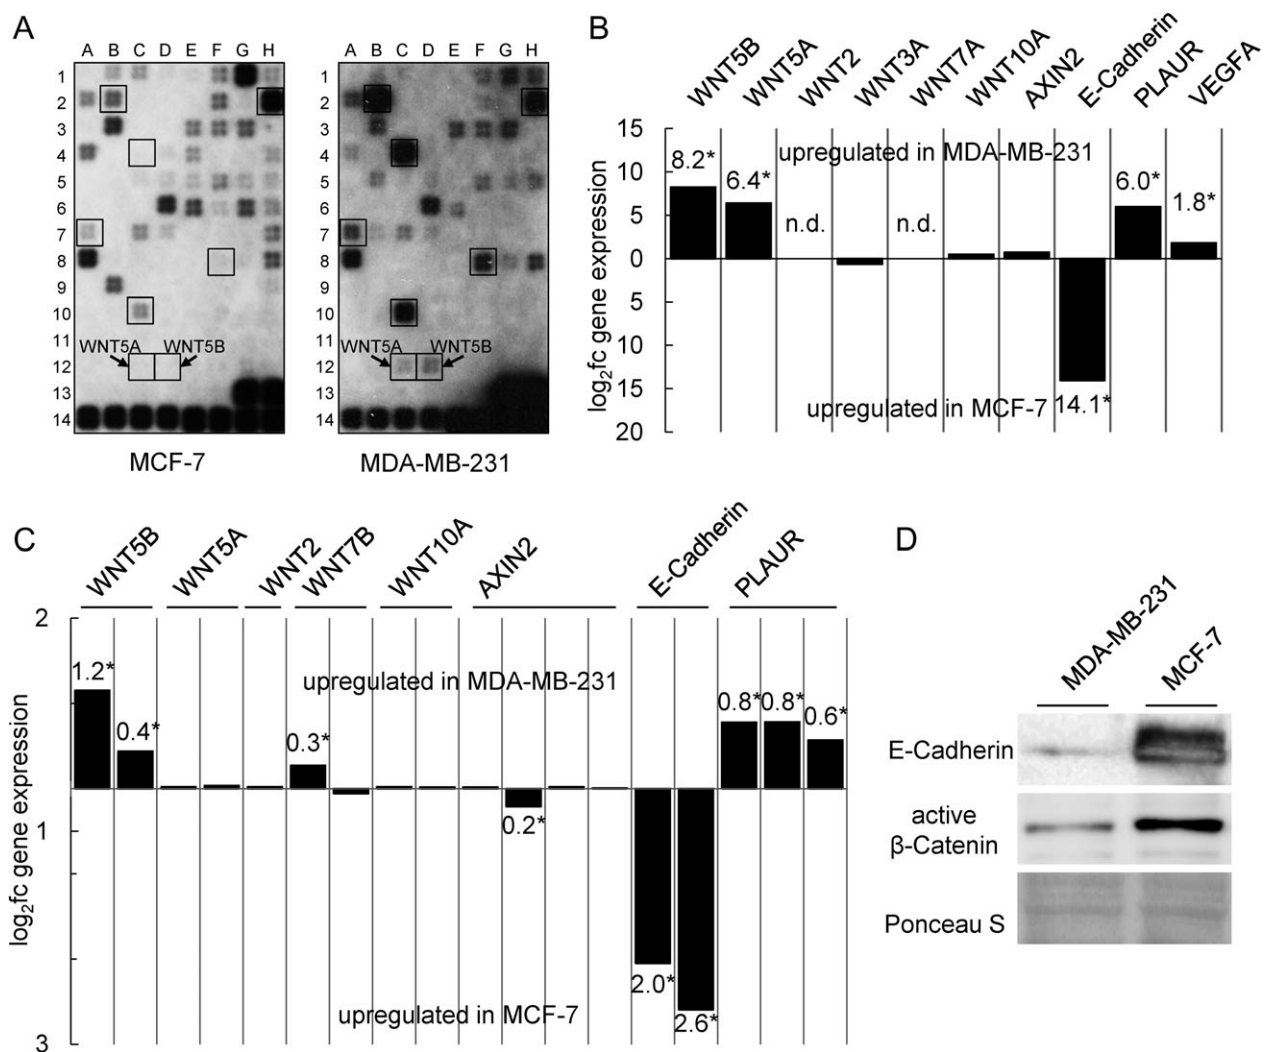 A
A B C D E F G H
1
2
3
4
5
6
7
8
9
10
11
12
13
14
WNT5A WNT5B
MCF-7
A B C D E F G H
1
2
3
4
5
6
7
8
9
10
11
12
13
14
WNT5A WNT5B
MDA-MB-231
B
WNT5B WNT5A WNT2 WNT3A WNT7A WNT10A AXIN2 E-Cadherin PLAUR VEGFA
log₂fc gene expression
15
10
5
0
5
10
15
20
upregulated in MDA-MB-231
8.2* 6.4* n.d. n.d. 6.0* 1.8*
14.1*
upregulated in MCF-7
C
WNT5B WNT5A WNT2 WNT7B WNT10A AXIN2 E-Cadherin PLAUR
log₂fc gene expression
2
1
3
upregulated in MDA-MB-231
1.2* 0.4* 0.3* 0.2* 2.0* 2.6* 0.8* 0.8* 0.6*
upregulated in MCF-7
D
MDA-MB-231 MCF-7
E-Cadherin
active
β-Catenin
Ponceau S